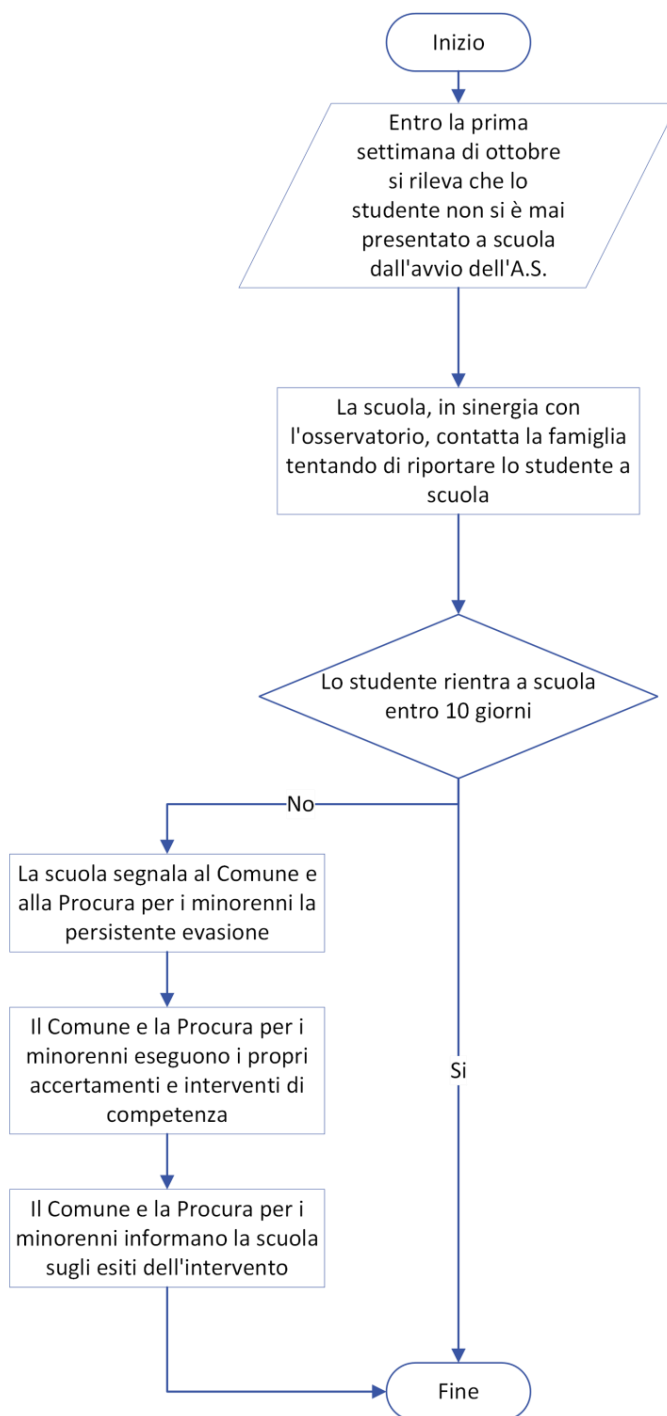 Inizio
Entro la prima
settimana di ottobre
si rileva che lo
studente non si è mai
presentato a scuola
dall'avvio dell'A.S.
La scuola, in sinergia con
l'osservatorio, contatta la famiglia
tentando di riportare lo studente a
scuola
Lo studente rientra a scuola
entro 10 giorni
No
La scuola segnala al Comune e
alla Procura per i minorenni la
persistente evasione
Il Comune e la Procura per i
minorenni eseguono i propri
accertamenti e interventi di
competenza
Si
Il Comune e la Procura per i
minorenni informano la scuola
sugli esiti dell'intervento
Fine